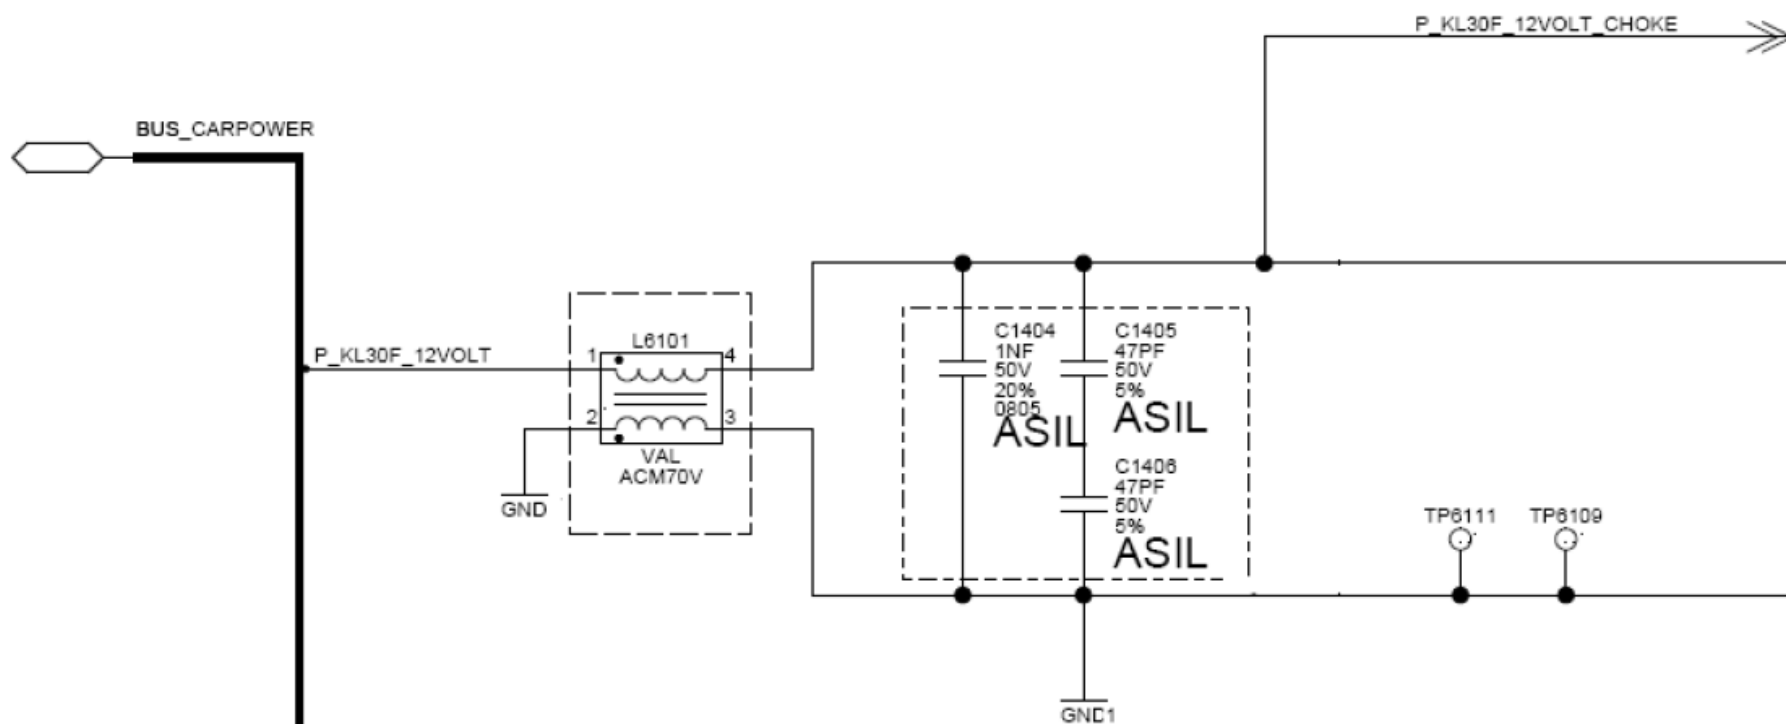 P_KL30F_12VOLT_CHOKE
BUS_CARPOWER
P_KL30F_12VOLT
L6101
1
4
2
3
VAL
ACM70V
GND
C1404
1NF
50V
20%
0805
ASIL
C1405
47PF
50V
5%
ASIL
C1406
47PF
50V
5%
ASIL
TP6111
TP6109
GND1